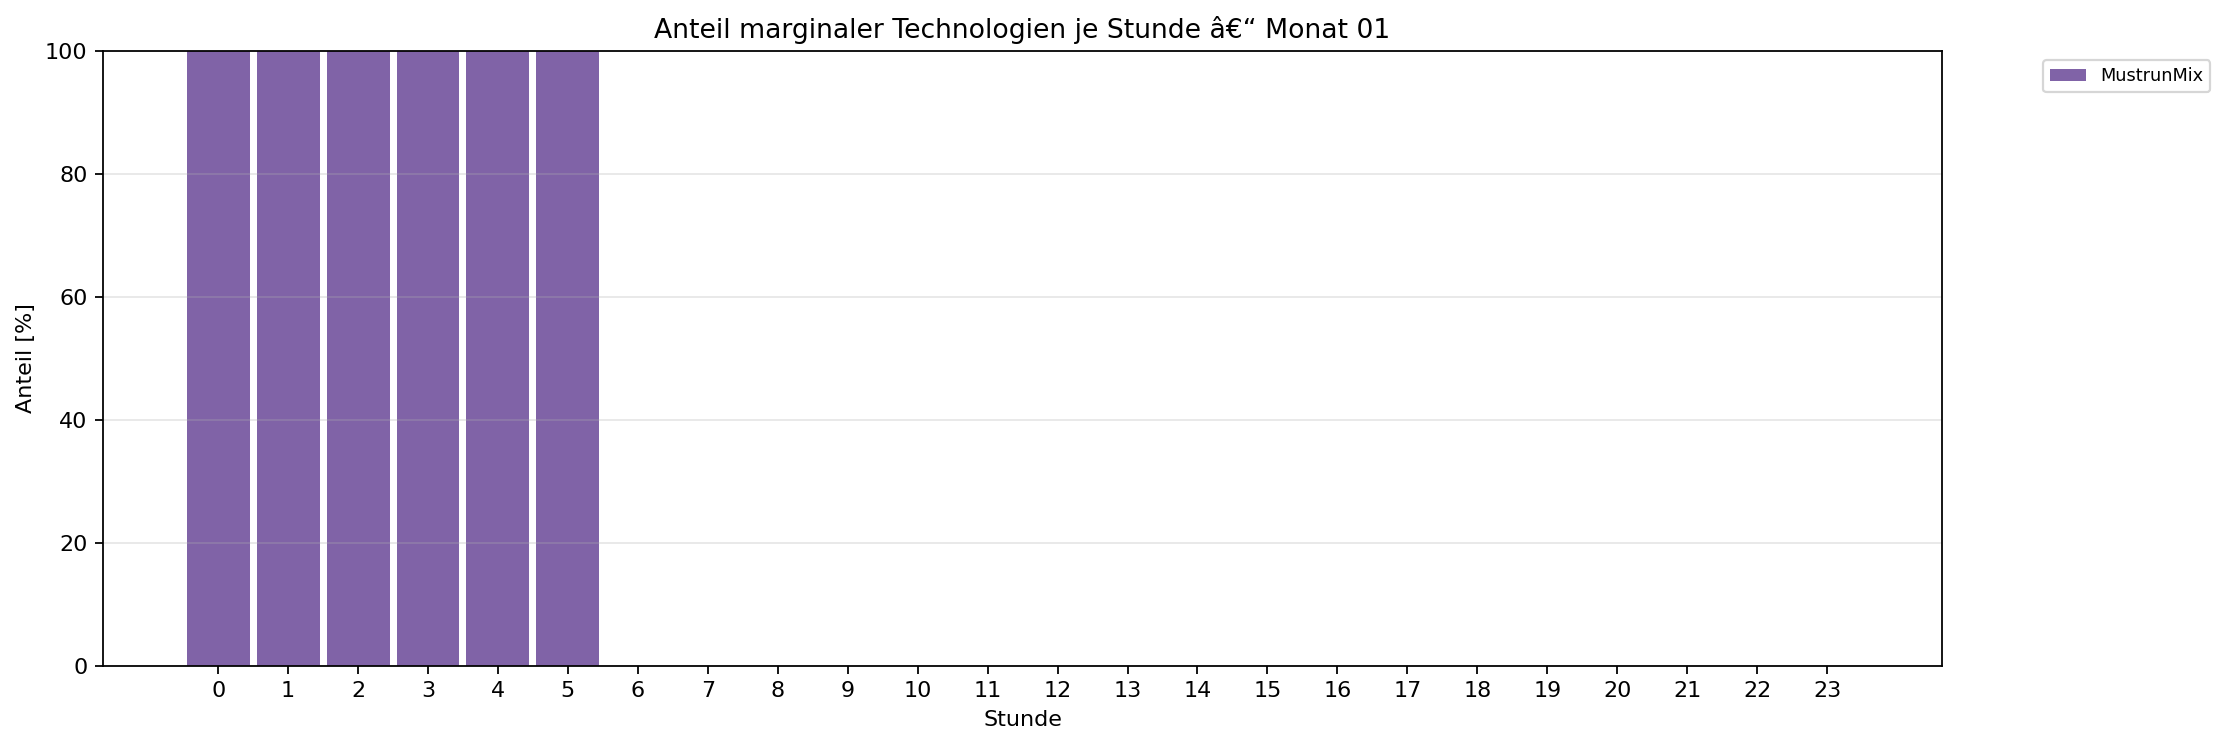 Anteil marginaler Technologien je Stunde â€“ Monat 01
MustrunMix
Anteil [%]
100
80
60
40
20
0
0 1 2 3 4 5 6 7 8 9 10 11 12 13 14 15 16 17 18 19 20 21 22 23
Stunde